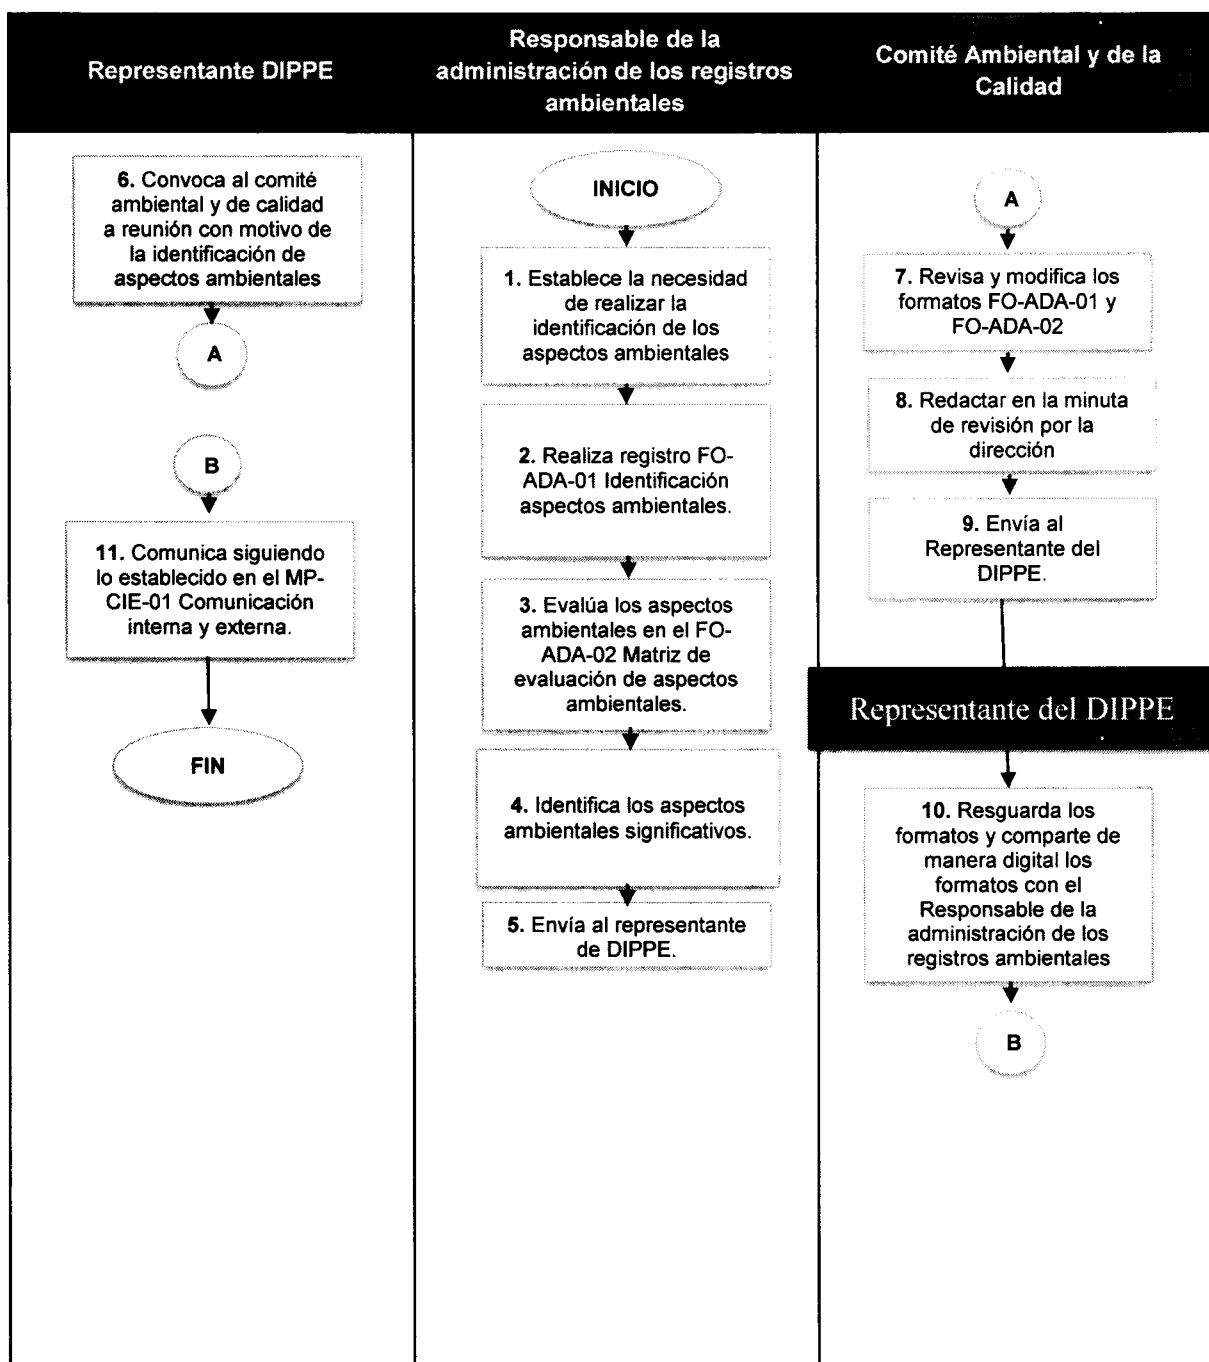 Representante DIPPE
Responsable de la
administración de los registros
ambientales
Comité Ambiental y de la
Calidad
6. Convoca al comité
ambiental y de calidad
a reunión con motivo de
la identificación de
aspectos ambientales
A
B
11. Comunica siguiendo
lo establecido en el MP-
CIE-01 Comunicación
interna y externa.
FIN
INICIO
1. Establece la necesidad
de realizar la
identificación de los
aspectos ambientales
2. Realiza registro FO-
ADA-01 Identificación
aspectos ambientales.
3. Evalúa los aspectos
ambientales en el FO-
ADA-02 Matriz de
evaluación de aspectos
ambientales.
4. Identifica los aspectos
ambientales significativos.
5. Envía al representante
de DIPPE.
A
7. Revisa y modifica los
formatos FO-ADA-01 y
FO-ADA-02
8. Redactar en la minuta
de revisión por la
dirección
9. Envía al
Representante del
DIPPE.
Representante del DIPPE
10. Resguarda los
formatos y comparte de
manera digital los
formatos con el
Responsable de la
administración de los
registros ambientales
B